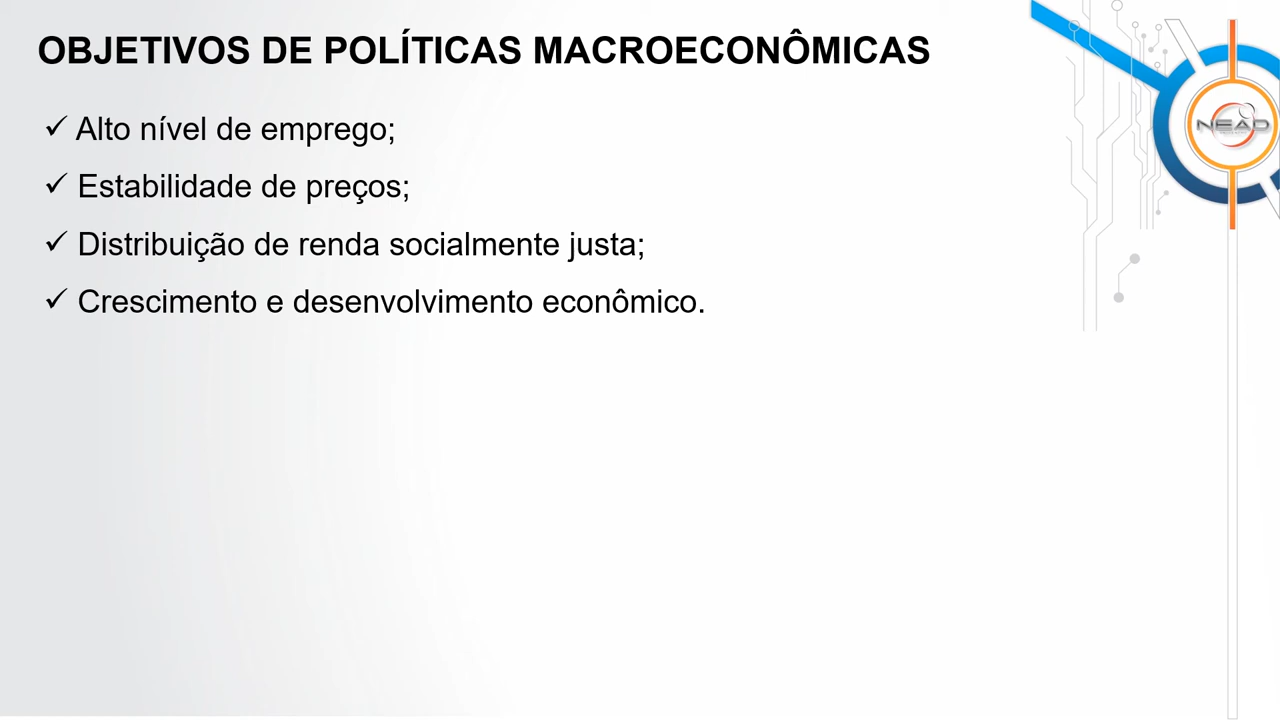 OBJETIVOS DE POLÍTICAS MACROECONÔMICAS
✓ Alto nível de emprego;
✓ Estabilidade de preços;
✓ Distribuição de renda socialmente justa;
✓ Crescimento e desenvolvimento econômico.
NEAD